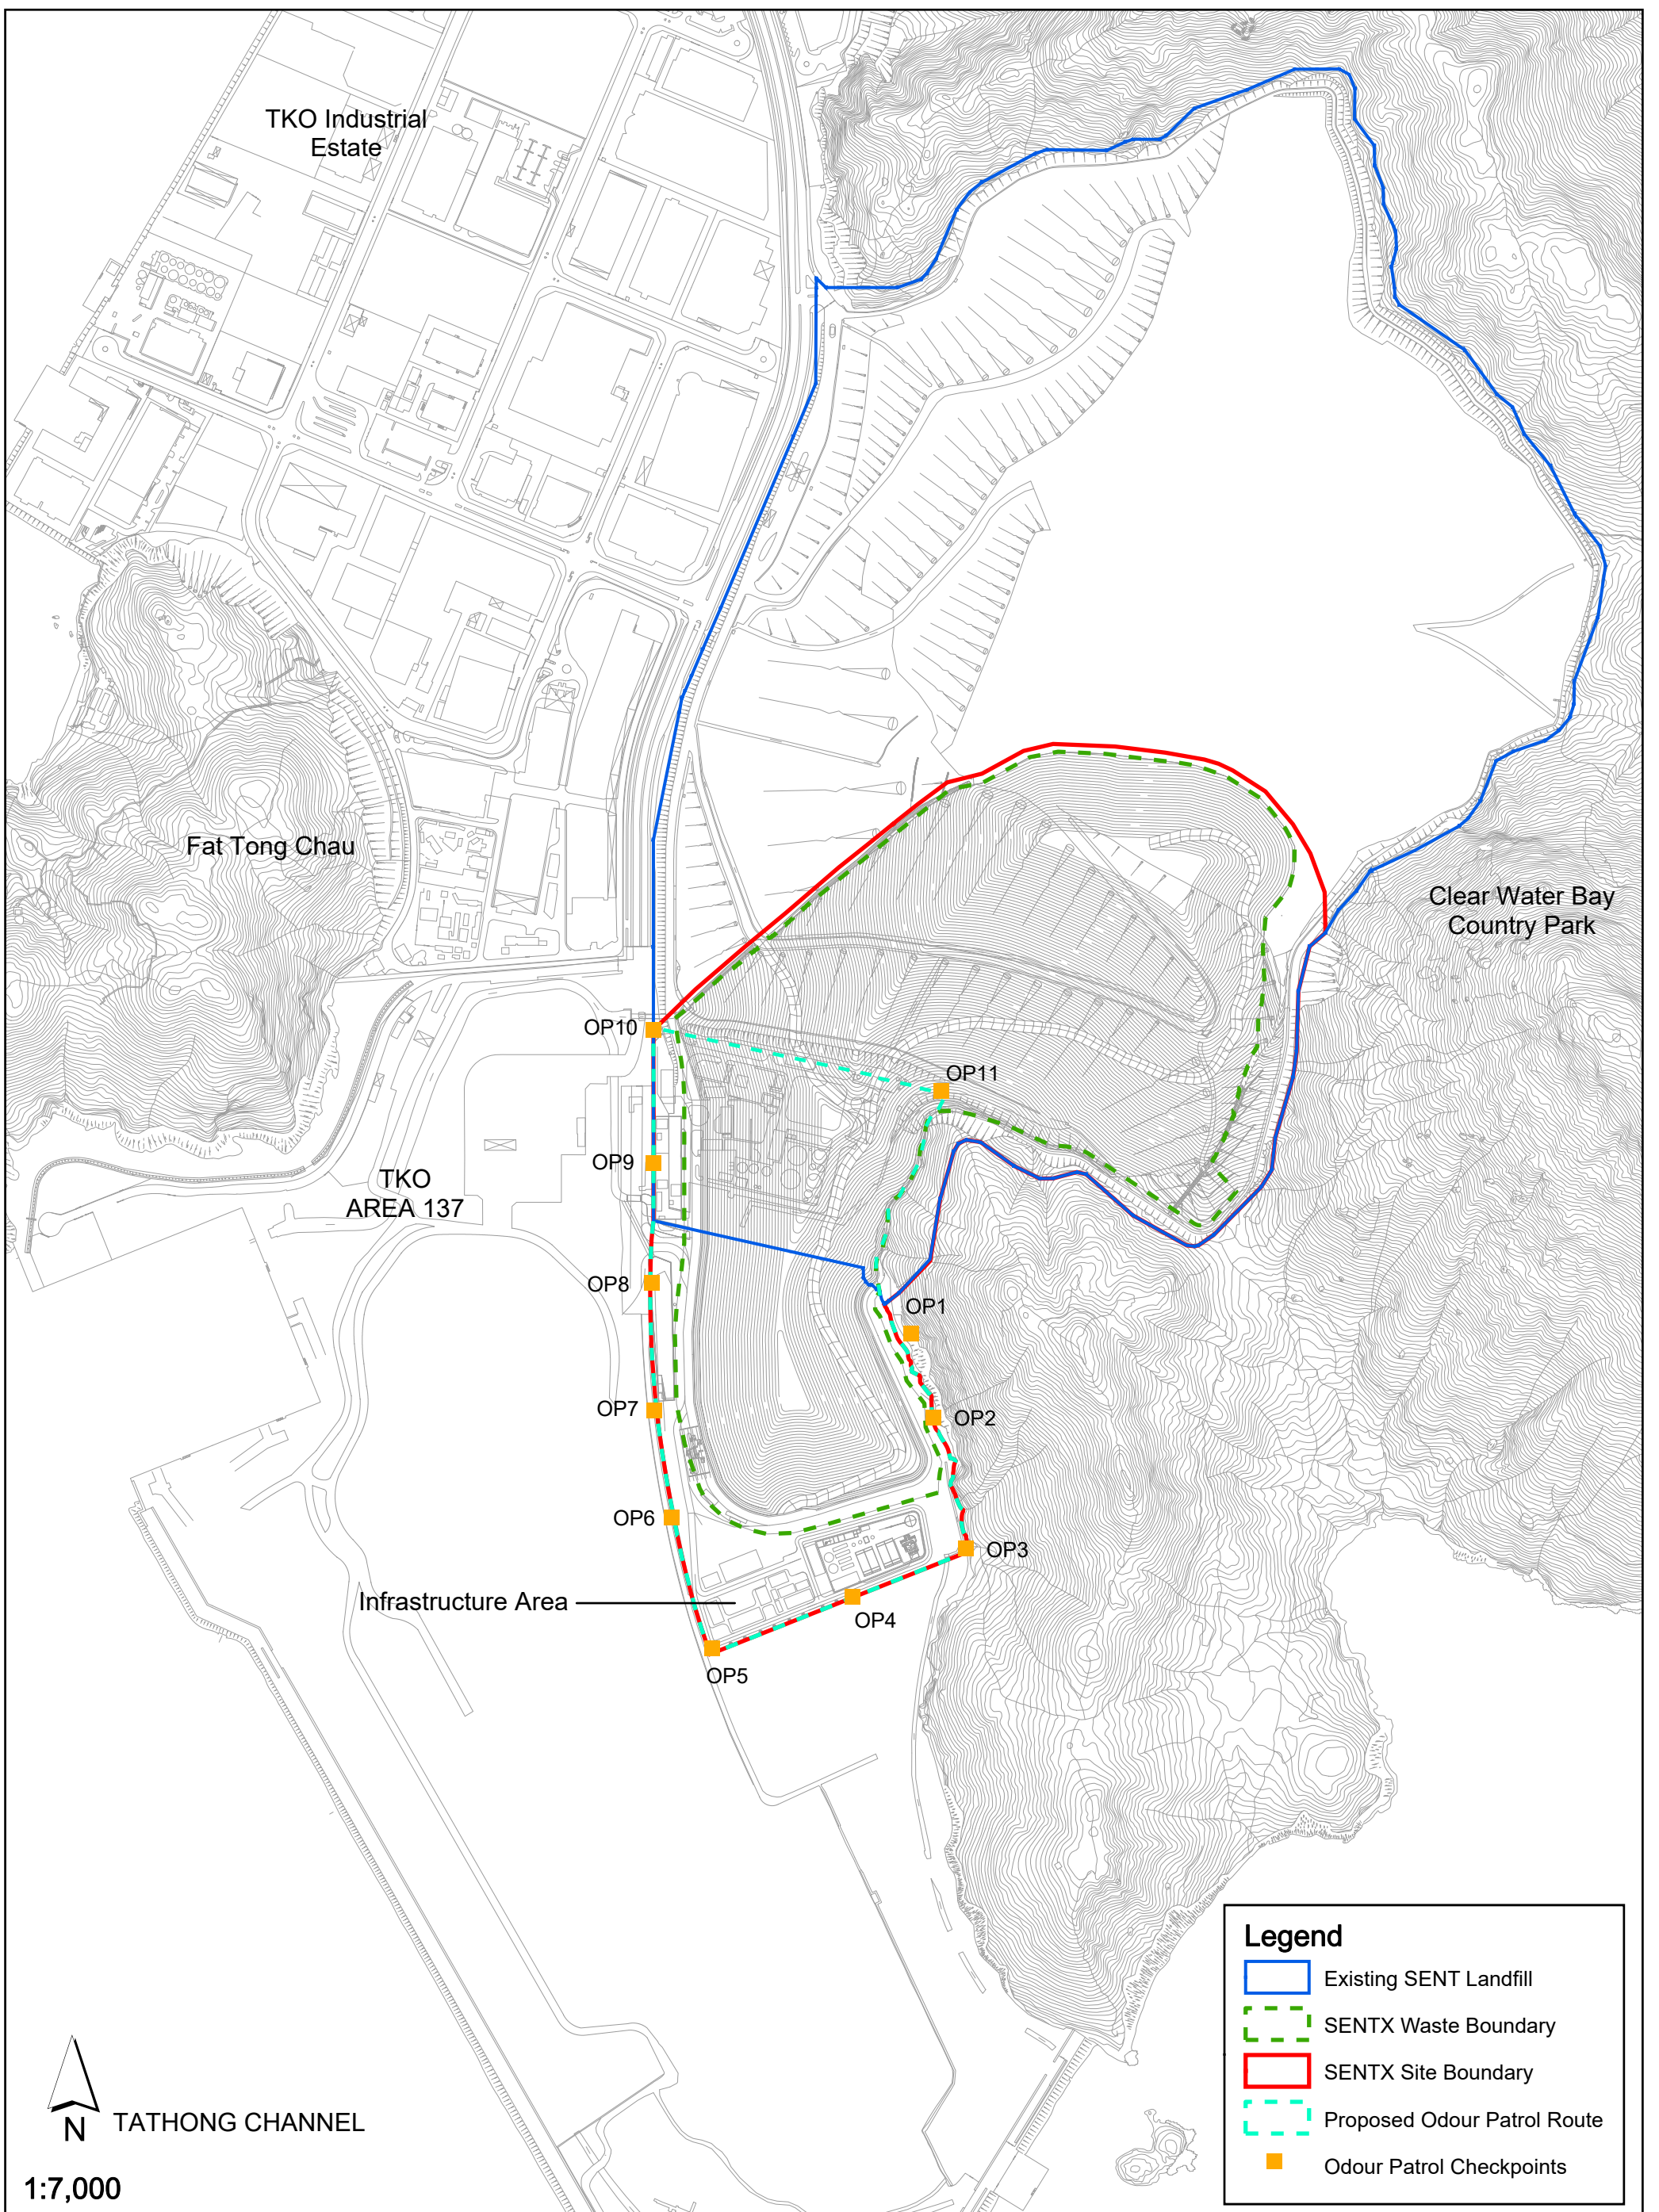 TKO Industrial
Estate
Fat Tong Chau
Clear Water Bay
Country Park
OP10
OP11
OP9
TKO
AREA 137
OP8
OP1
OP7
OP2
OP6
OP3
Infrastructure Area
OP4
OP5
Legend
Existing SENT Landfill
SENTX Waste Boundary
SENTX Site Boundary
Proposed Odour Patrol Route
Odour Patrol Checkpoints
N
TATHONG CHANNEL
1:7,000